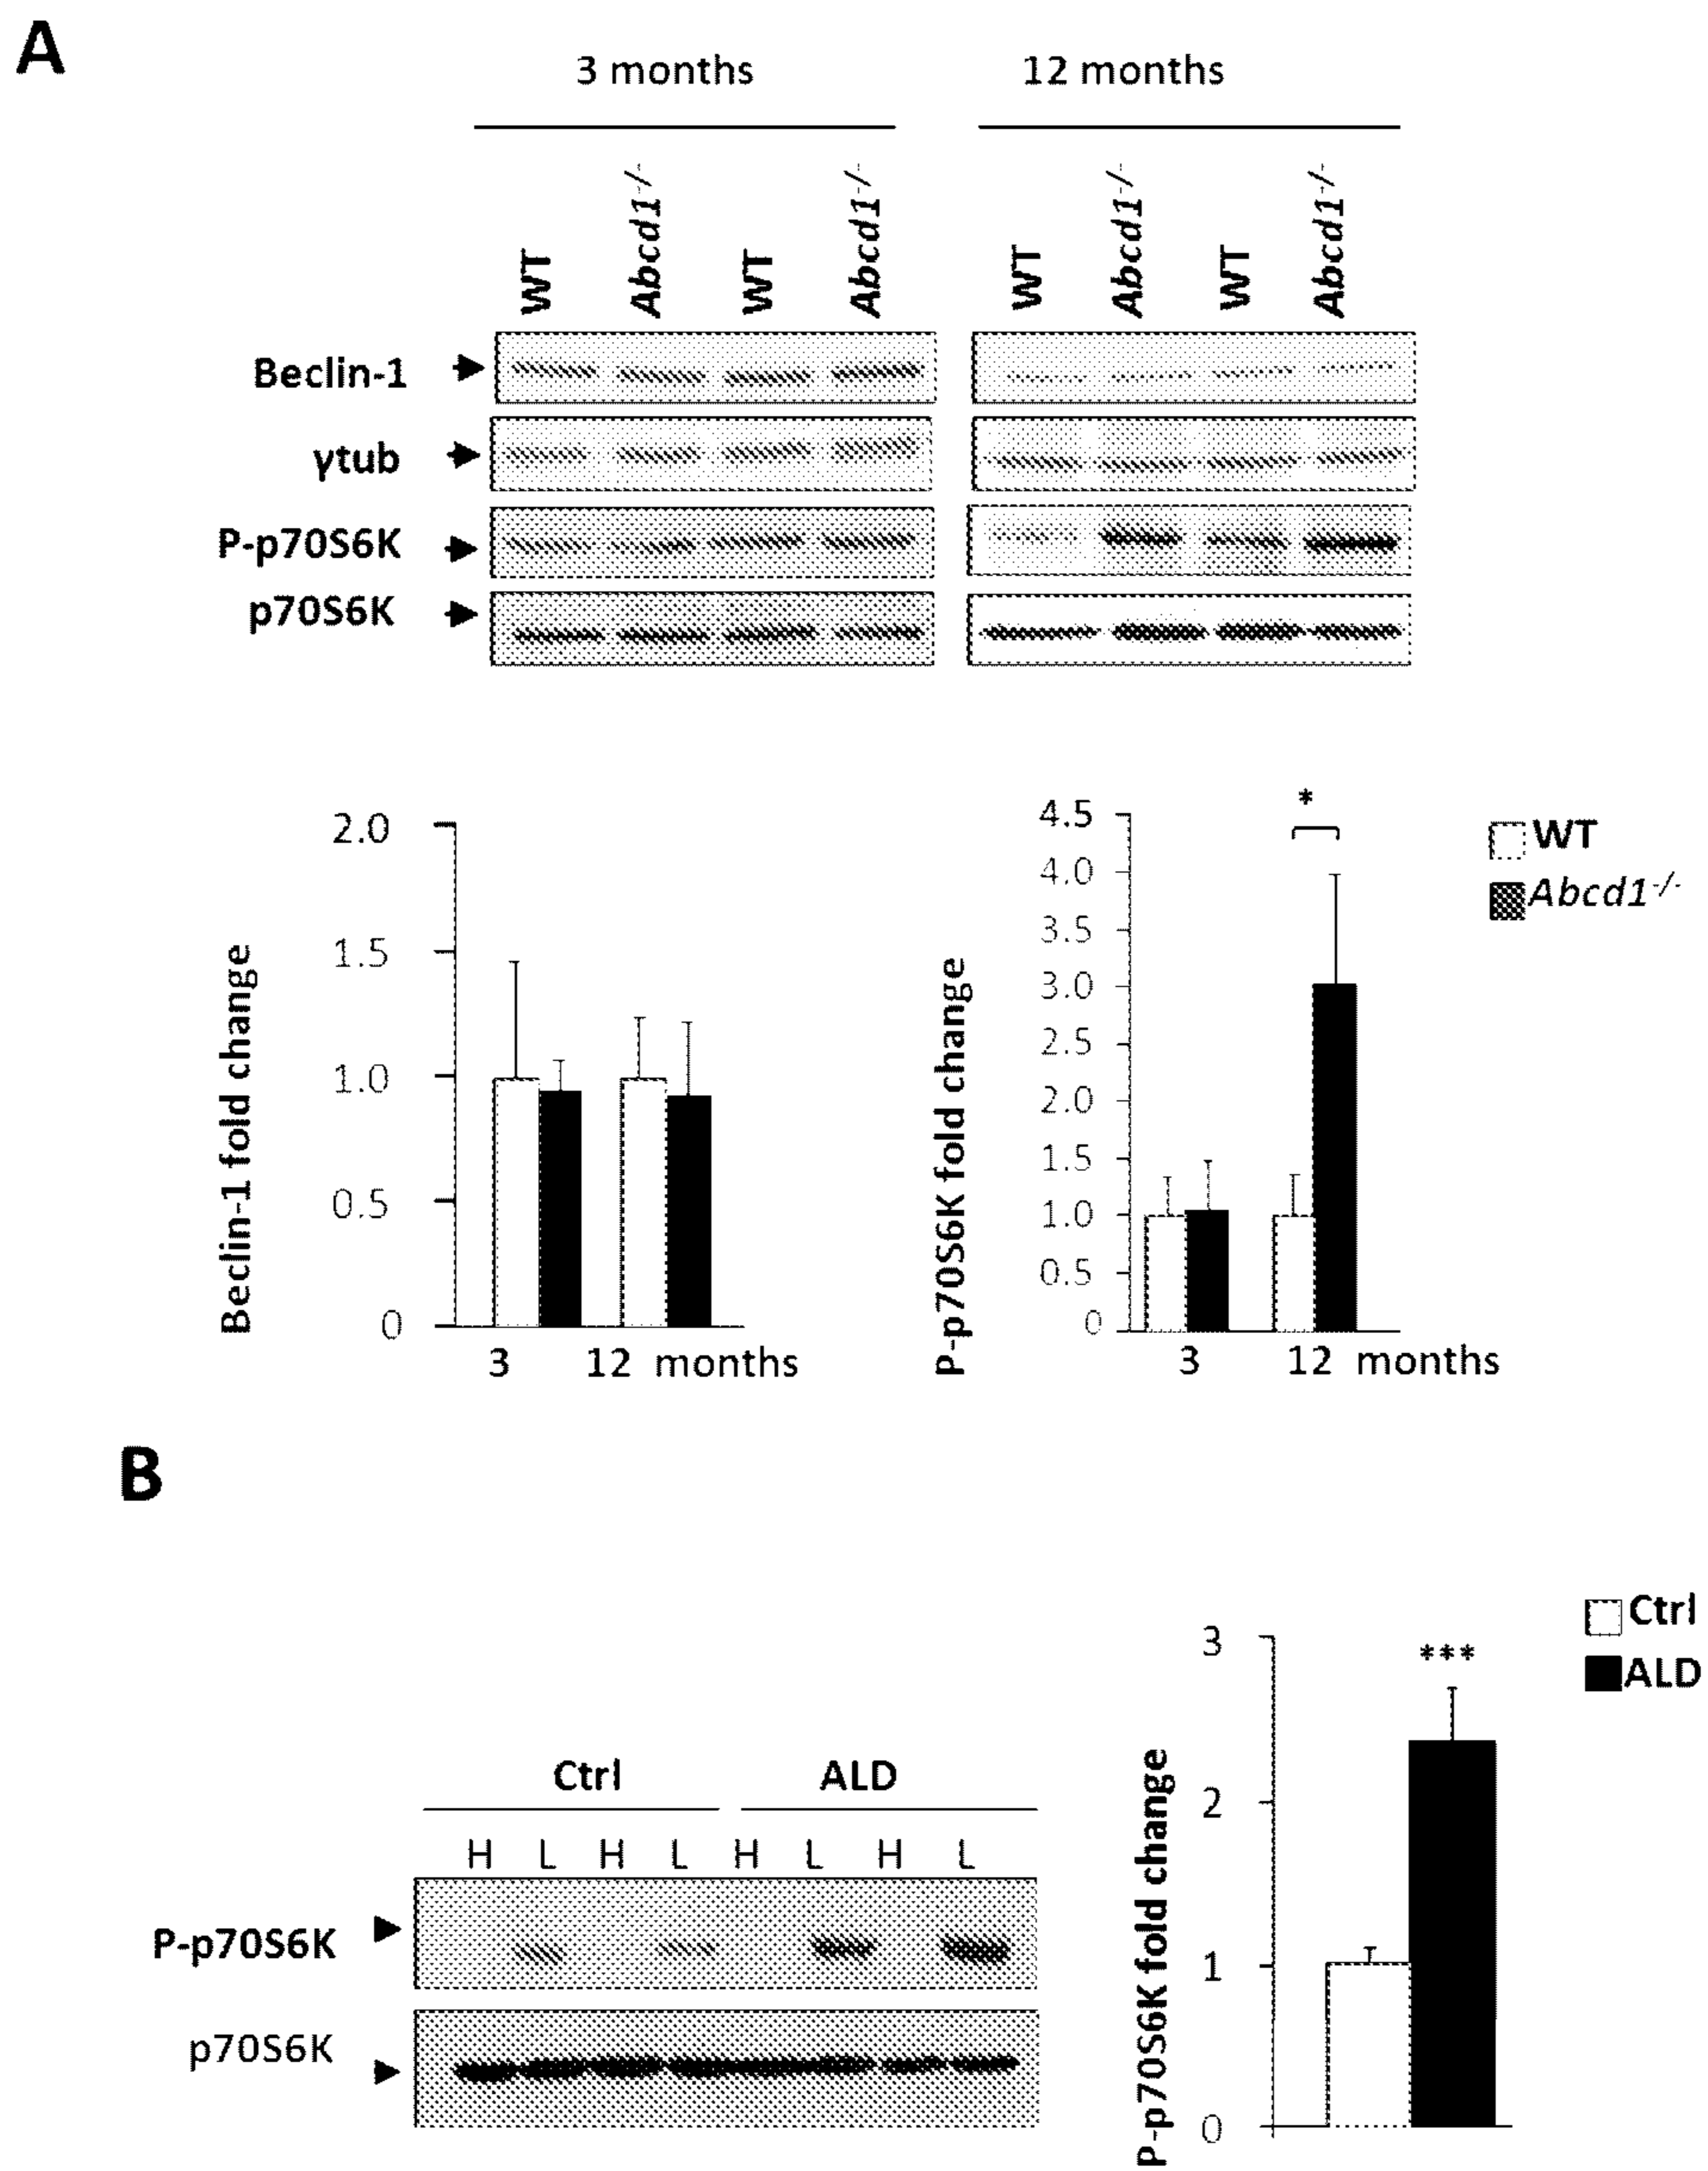 A
3 months 12 months
WT Abcd1-/- WT Abcd1-/- WT Abcd1-/- WT Abcd1-/-
Beclin-1
γtub
P-p70S6K
p70S6K
Beclin-1 fold change
2.0
1.5
1.0
0.5
0
3 12 months
P-p70S6K fold change
4.5
4.0
3.5
3.0
2.5
2.0
1.5
1.0
0.5
0
*
3 12 months
WT
Abcd1-/-
B
Ctrl ALD
H L H L H L H L
P-p70S6K
p70S6K
P-p70S6K fold change
3
2
1
0
***
Ctrl
ALD